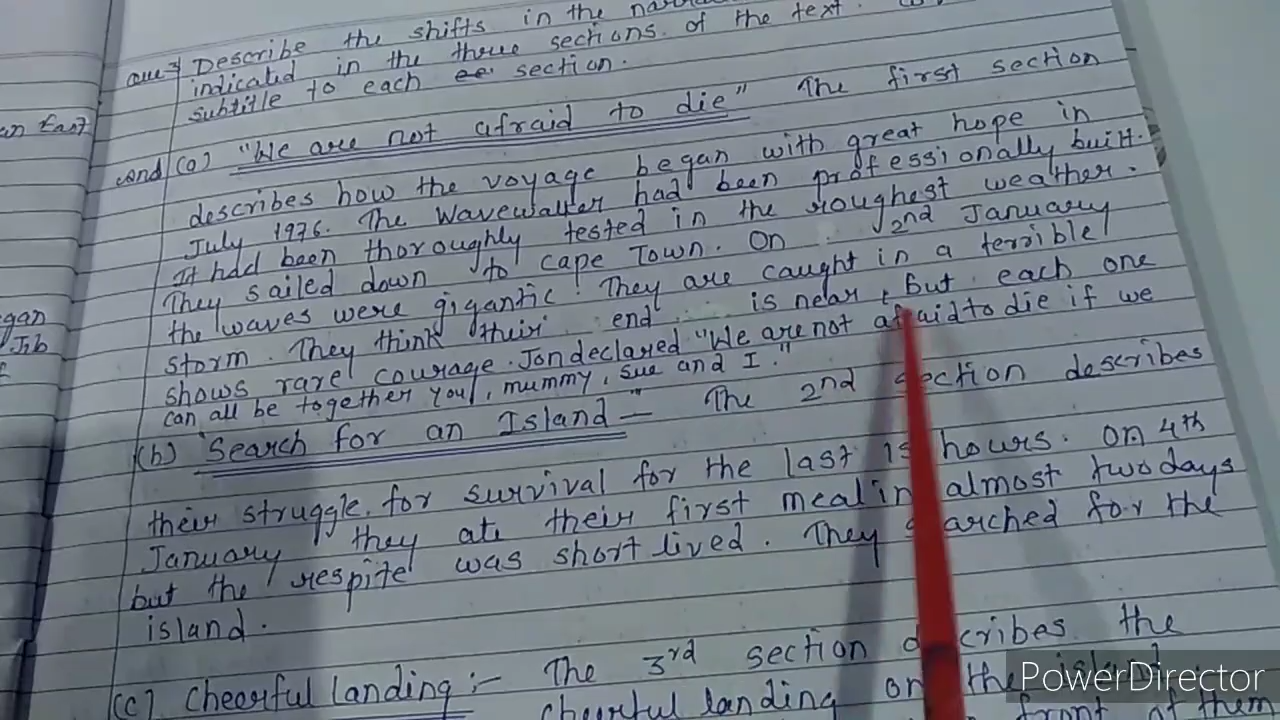 Describe the shifts in the
indicated in the three sections of the text.
subtitle to each section.
(a) "We are not afraid to die" The first section
describes how the voyage began with great hope in
July 1976. The Wavewalker had been professionally built.
It had been thoroughly tested in the roughest weather.
They sailed down to Cape Town. On 2nd January
the waves were gigantic. They are caught in a terrible
storm. They think their end is near, But each one
shows rare courage. Jon declared "We are not afraid to die if we
can all be together you, mummy, sue and I."
(b) "Search for an Island" — The 2nd section describes
their struggle for survival for the last hours. On 4th
January they ate their first meal in almost two days
but the respite was short lived. They searched for the
island.
(c) Cheerful landing :- The 3rd section describes the
cheerful landing on the island.
front of them
an East
and
gan
Jib
PowerDirector